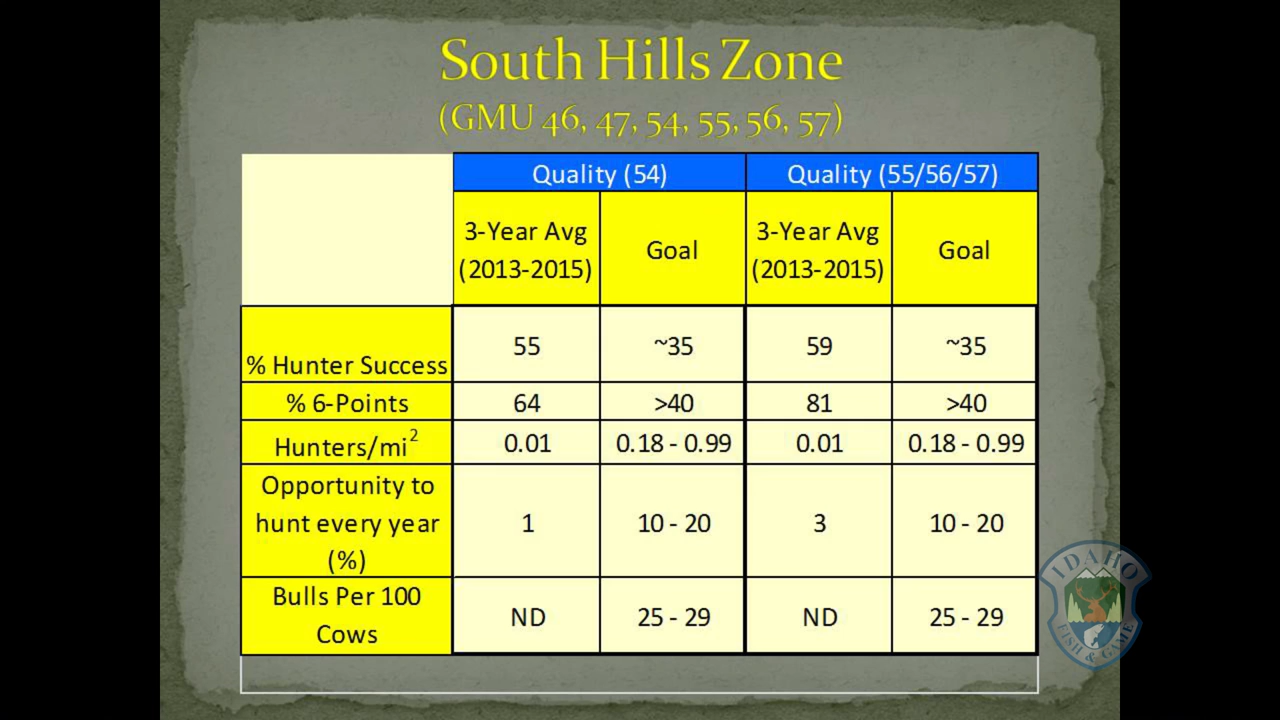 South Hills Zone
(GMU 46, 47, 54, 55, 56, 57)
Quality (54) Quality (55/56/57)
3-Year Avg (2013-2015) Goal 3-Year Avg (2013-2015) Goal
% Hunter Success 55 ~35 59 ~35
% 6-Points 64 >40 81 >40
Hunters/mi² 0.01 0.18 - 0.99 0.01 0.18 - 0.99
Opportunity to hunt every year (%) 1 10 - 20 3 10 - 20
Bulls Per 100 Cows ND 25 - 29 ND 25 - 29
IDAHO
FISH & GAME